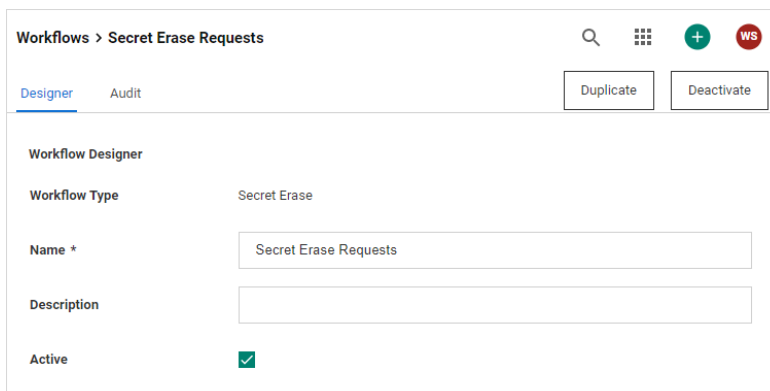 Workflows > Secret Erase Requests
WS
Designer Audit Duplicate Deactivate
Workflow Designer
Workflow Type Secret Erase
Name * Secret Erase Requests
Description
Active